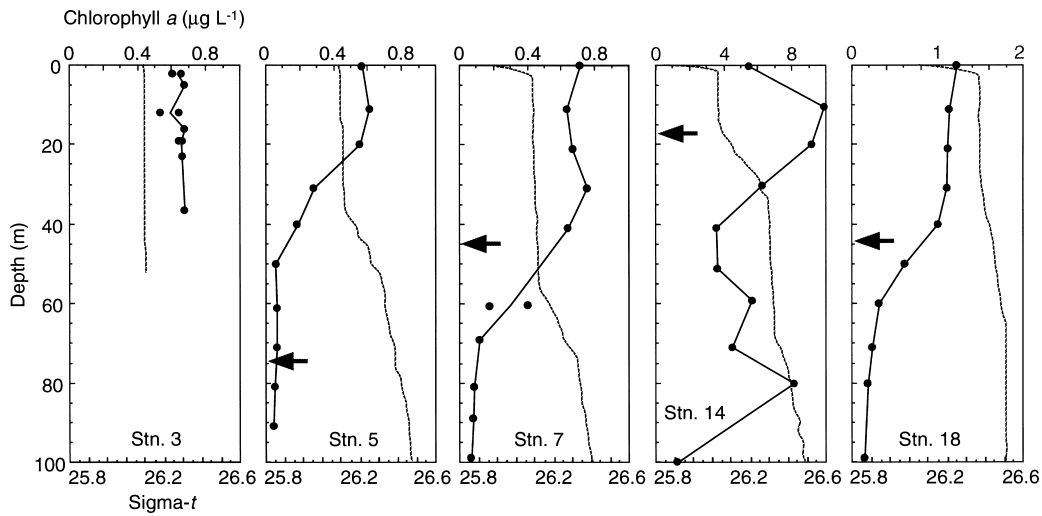 Chlorophyll a (µg L-1)
0 0.4 0.8 0 0.4 0.8 0 0.4 0.8 0 4 8 0 1 2
0
20
40
60
80
100
Depth (m)
Stn. 3 Stn. 5 Stn. 7 Stn. 14 Stn. 18
25.8 26.2 26.6 25.8 26.2 26.6 25.8 26.2 26.6 25.8 26.2 26.6 25.8 26.2 26.6
Sigma-t